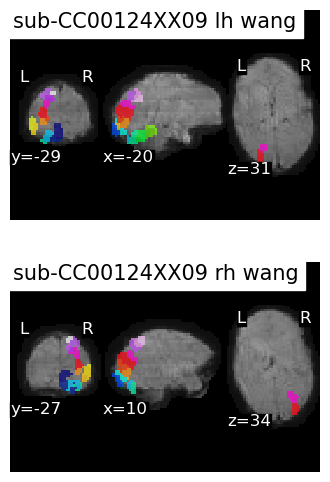 sub-CC00124XX09 lh wang
L R L R
y=-29 x=-20 z=31
sub-CC00124XX09 rh wang
L R L R
y=-27 x=10 z=34